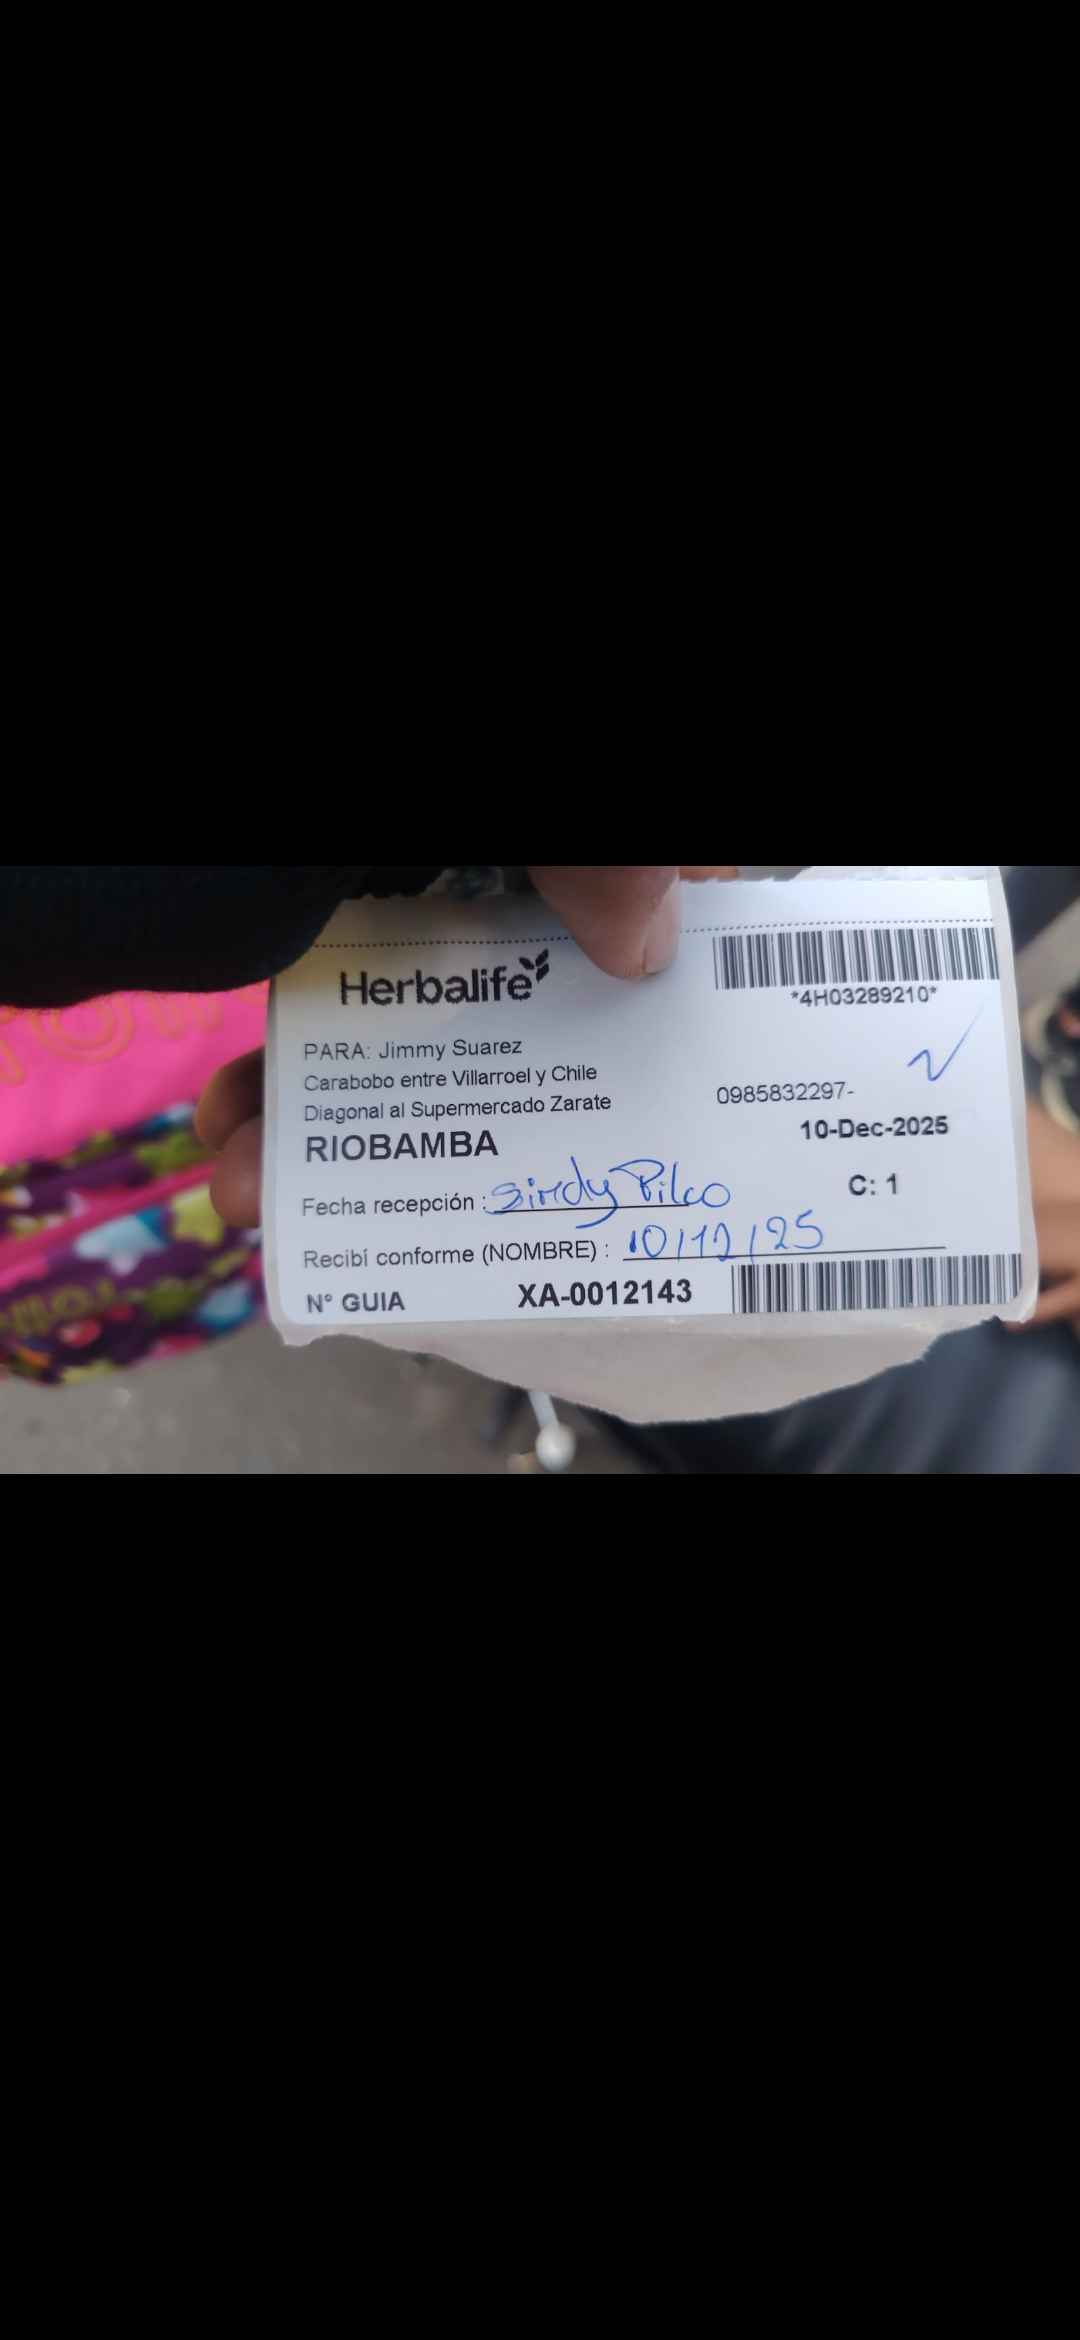 Herbalife
*4H03289210*
PARA: Jimmy Suarez
Carabobo entre Villarroel y Chile
Diagonal al Supermercado Zarate
0985832297-
RIOBAMBA
10-Dec-2025
C: 1
Fecha recepción : Sindy Pilco
Recibí conforme (NOMBRE) : 10/12/25
N° GUIA XA-0012143